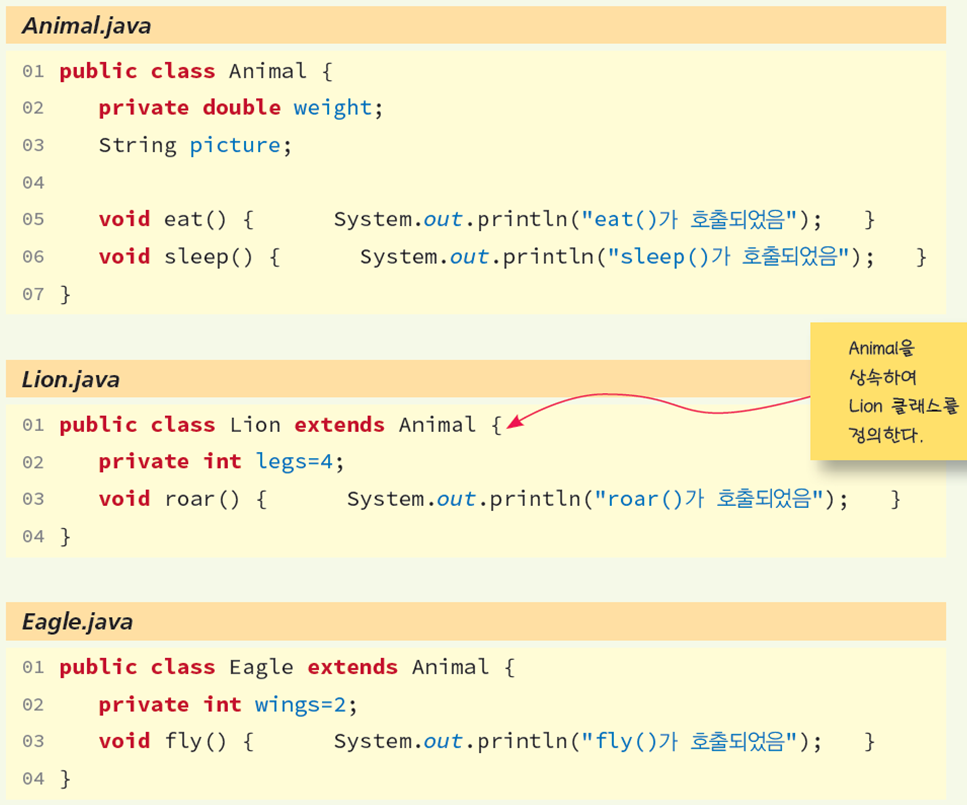 Animal.java
01 public class Animal {
02 private double weight;
03 String picture;
04
05 void eat() { System.out.println("eat()가 호출되었음"); }
06 void sleep() { System.out.println("sleep()가 호출되었음"); }
07 }
Lion.java
01 public class Lion extends Animal {
02 private int legs=4;
03 void roar() { System.out.println("roar()가 호출되었음"); }
04 }
Animal을
상속하여
Lion 클래스를
정의한다.
Eagle.java
01 public class Eagle extends Animal {
02 private int wings=2;
03 void fly() { System.out.println("fly()가 호출되었음"); }
04 }